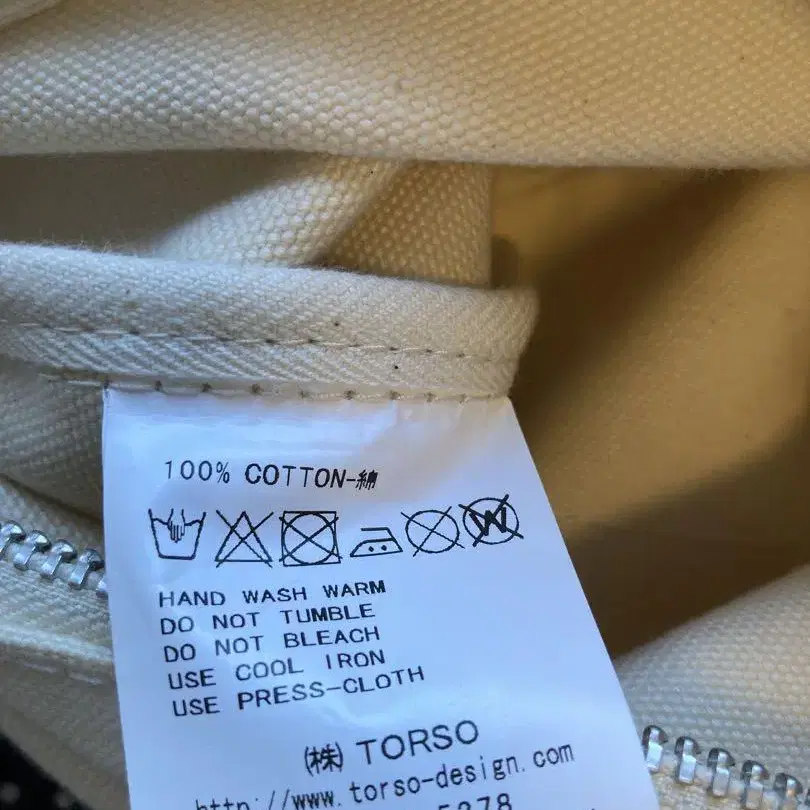 100% COTTON-綿
W
HAND WASH WARM
DO NOT TUMBLE
DO NOT BLEACH
USE COOL IRON
USE PRESS-CLOTH
(株) TORSO
http://www.torso-design.com
5278